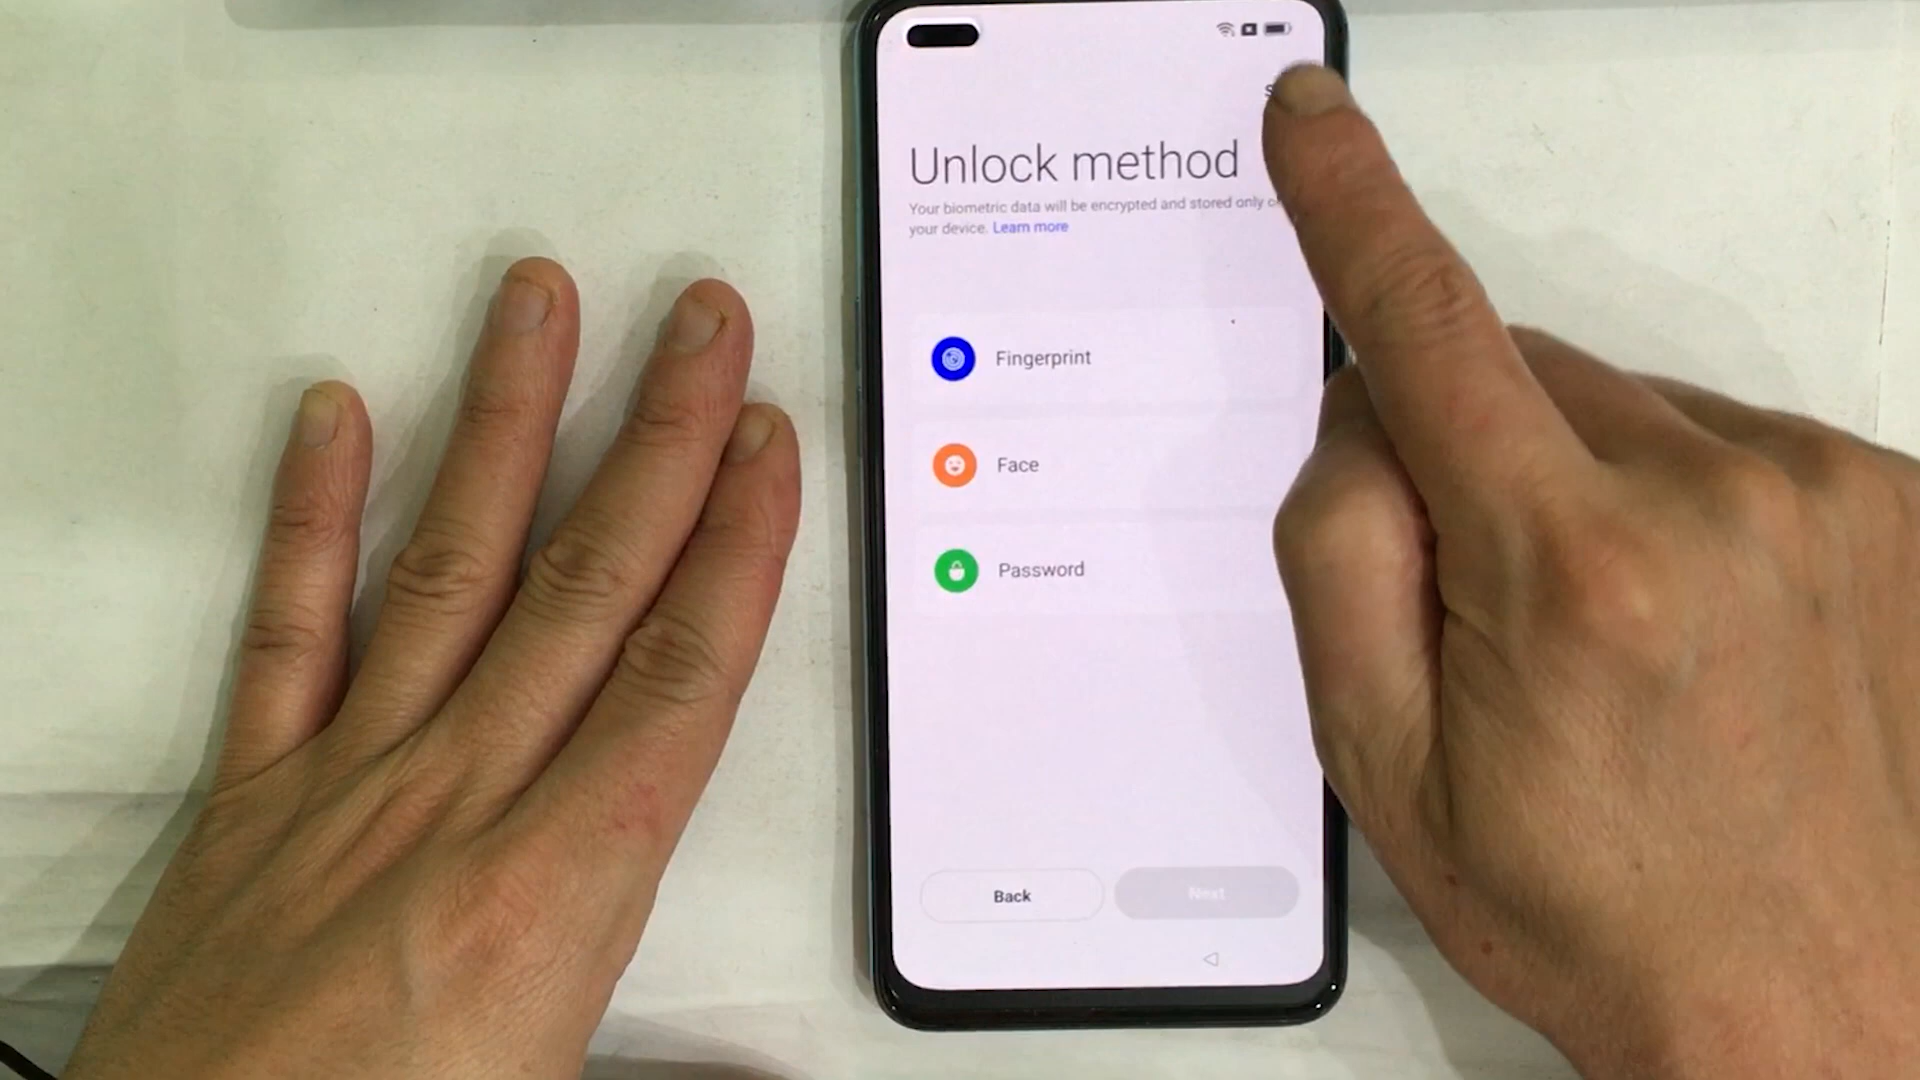 Unlock method
Your biometric data will be encrypted and stored only
your device. Learn more
Fingerprint
Face
Password
Back
Next